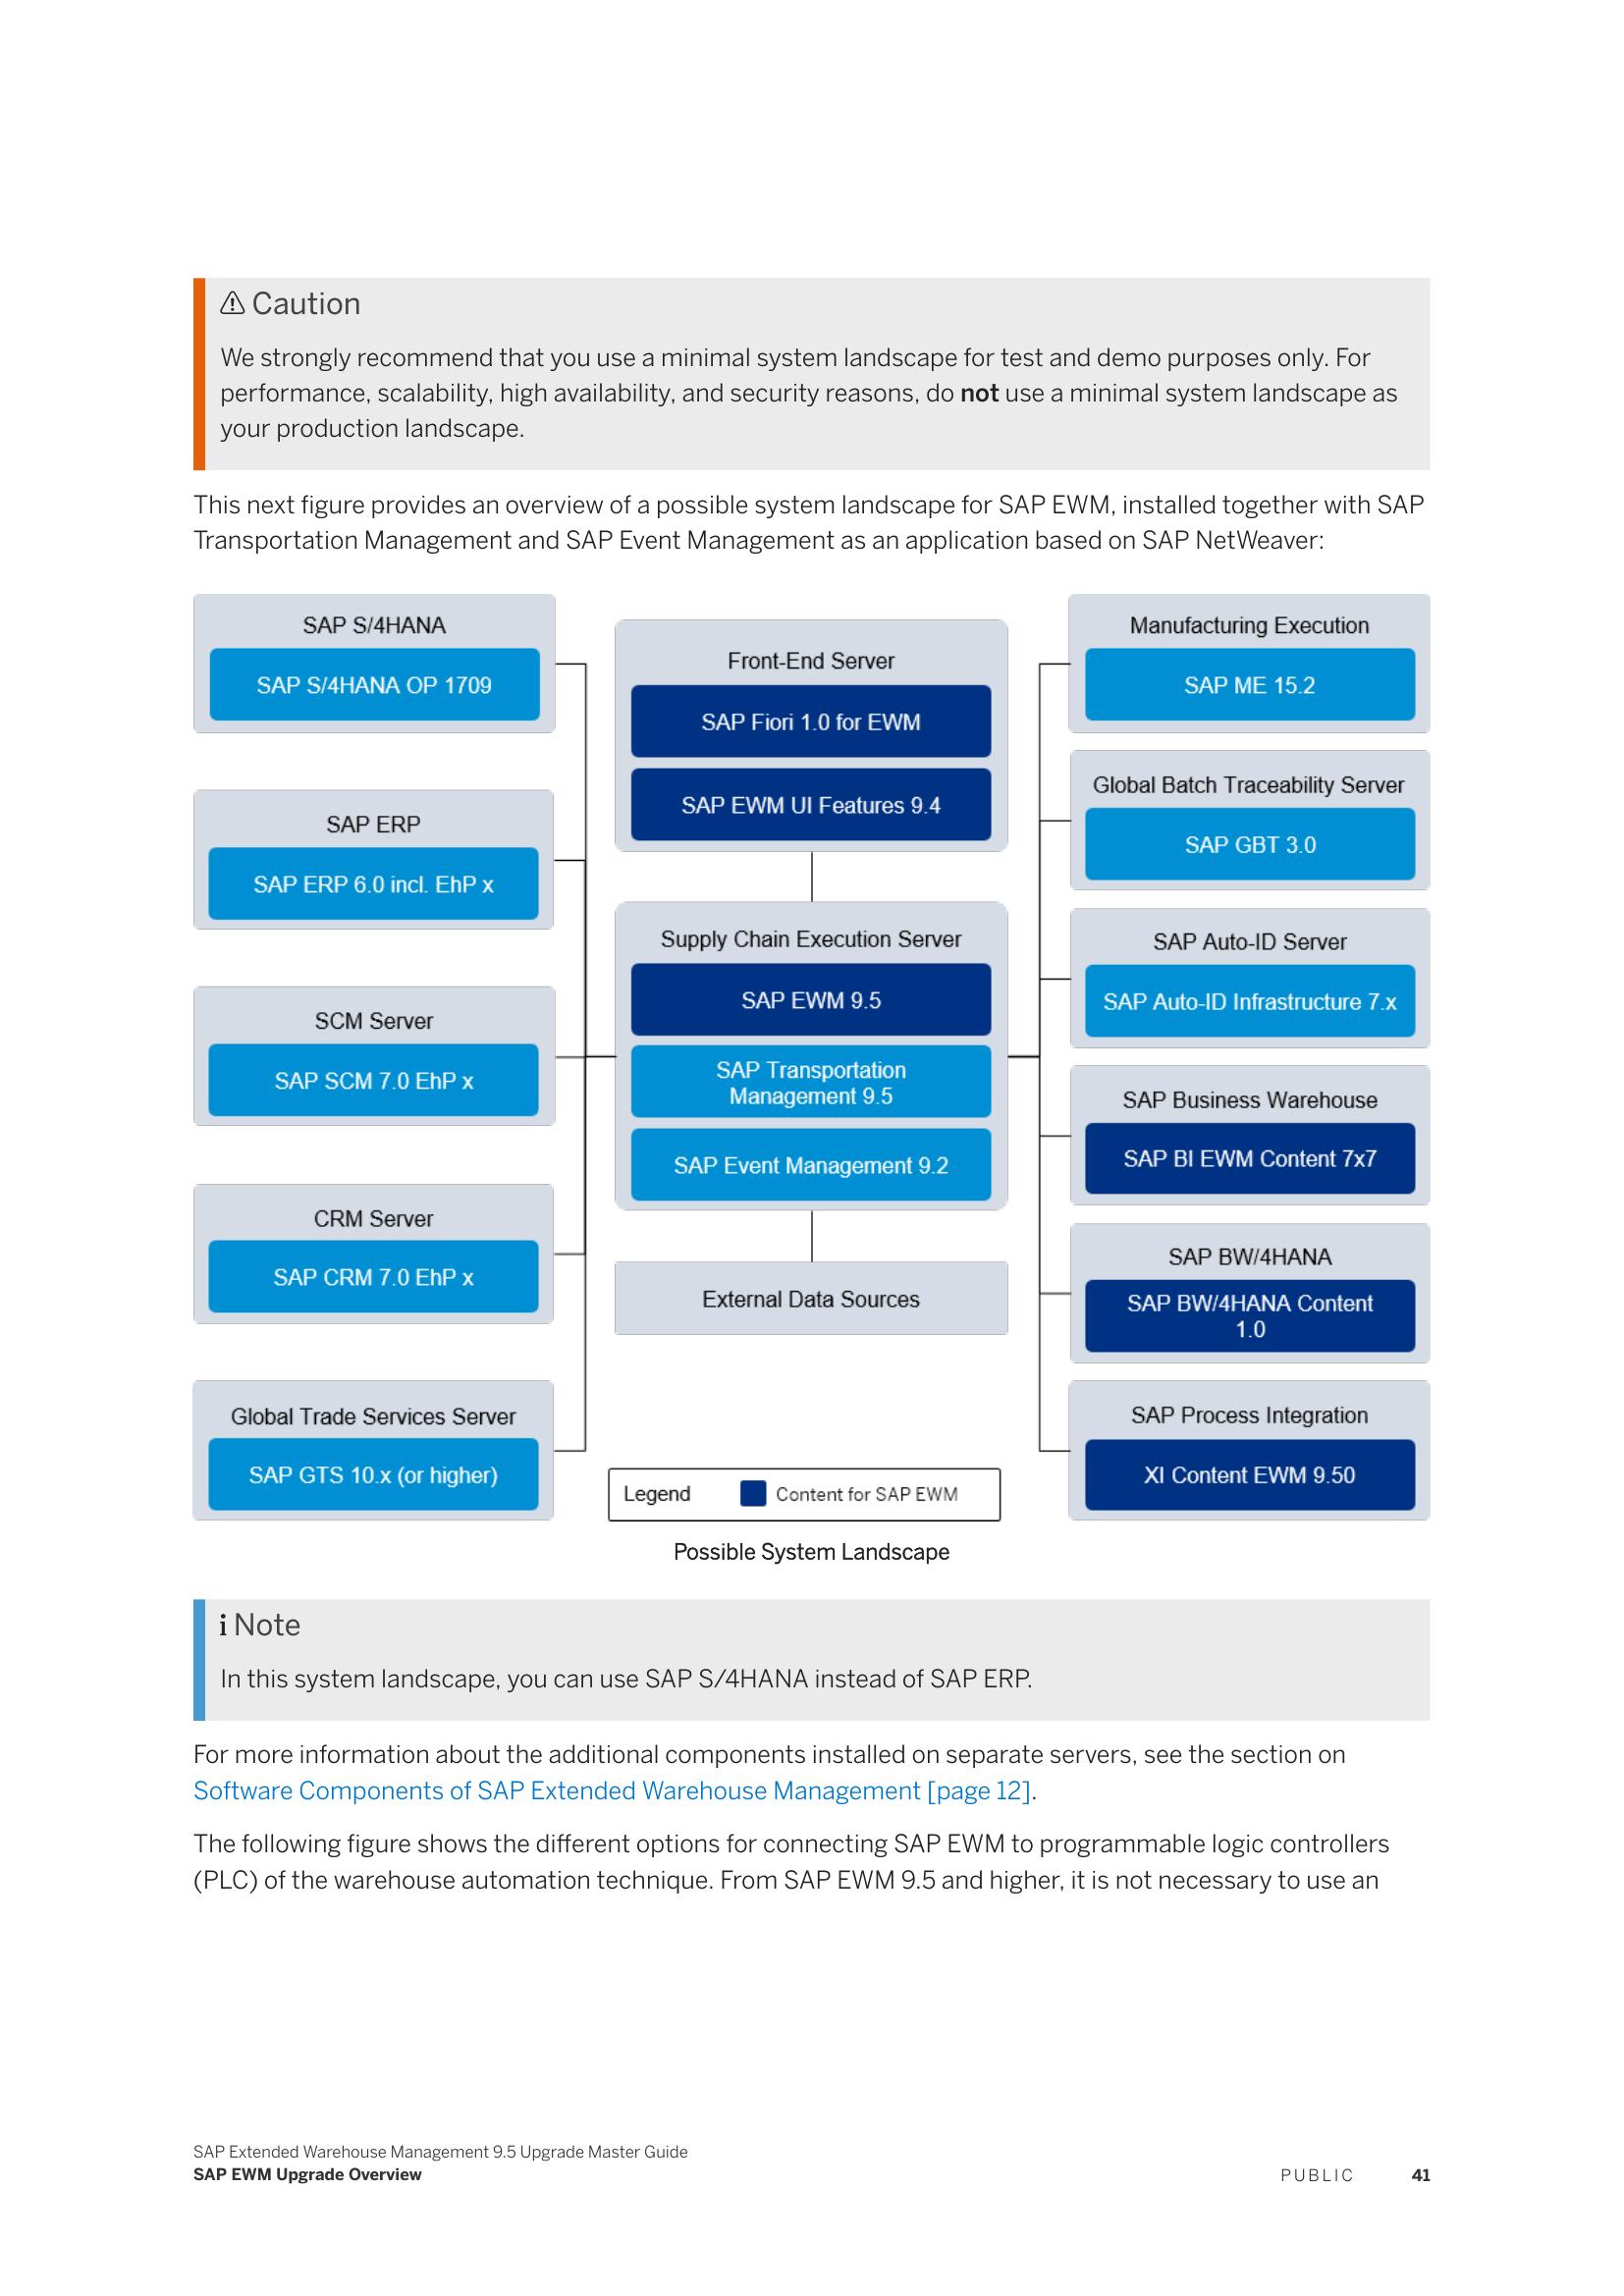 Caution
We strongly recommend that you use a minimal system landscape for test and demo purposes only. For
performance, scalability, high availability, and security reasons, do not use a minimal system landscape as
your production landscape.
This next figure provides an overview of a possible system landscape for SAP EWM, installed together with SAP
Transportation Management and SAP Event Management as an application based on SAP NetWeaver:
SAP S/4HANA
SAP S/4HANA OP 1709
SAP ERP
SAP ERP 6.0 incl. EhP x
SCM Server
SAP SCM 7.0 EhP x
CRM Server
SAP CRM 7.0 EhP x
Global Trade Services Server
SAP GTS 10.x (or higher)
Front-End Server
SAP Fiori 1.0 for EWM
SAP EWM UI Features 9.4
Supply Chain Execution Server
SAP EWM 9.5
SAP Transportation
Management 9.5
SAP Event Management 9.2
External Data Sources
Legend
Content for SAP EWM
Manufacturing Execution
SAP ME 15.2
Global Batch Traceability Server
SAP GBT 3.0
SAP Auto-ID Server
SAP Auto-ID Infrastructure 7.x
SAP Business Warehouse
SAP BI EWM Content 7x7
SAP BW/4HANA
SAP BW/4HANA Content
1.0
SAP Process Integration
XI Content EWM 9.50
Possible System Landscape
i Note
In this system landscape, you can use SAP S/4HANA instead of SAP ERP.
For more information about the additional components installed on separate servers, see the section on
Software Components of SAP Extended Warehouse Management [page 12].
The following figure shows the different options for connecting SAP EWM to programmable logic controllers
(PLC) of the warehouse automation technique. From SAP EWM 9.5 and higher, it is not necessary to use an
SAP Extended Warehouse Management 9.5 Upgrade Master Guide
SAP EWM Upgrade Overview
PUBLIC 41